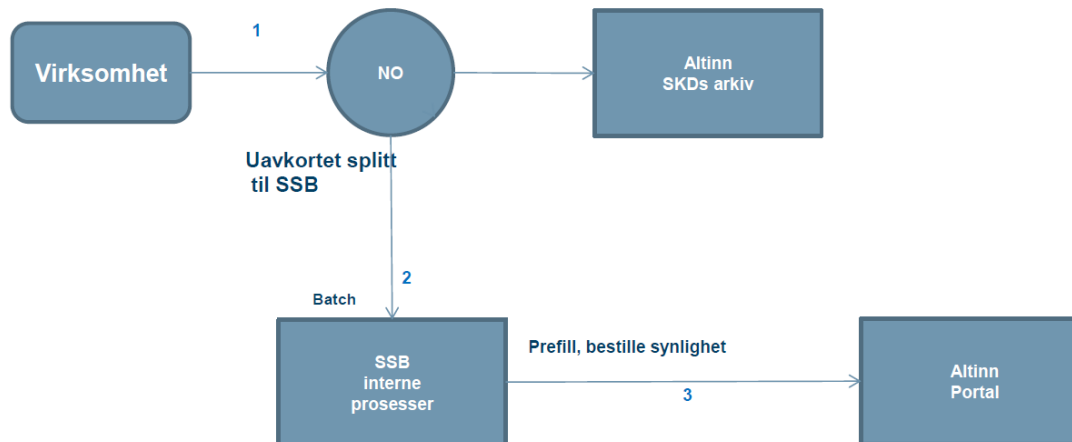 1
Virksomhet
NO
Altinn
SKDs arkiv
Uavkortet splitt
til SSB
2
Batch
SSB
interne
prosesser
Prefill, bestille synlighet
3
Altinn
Portal